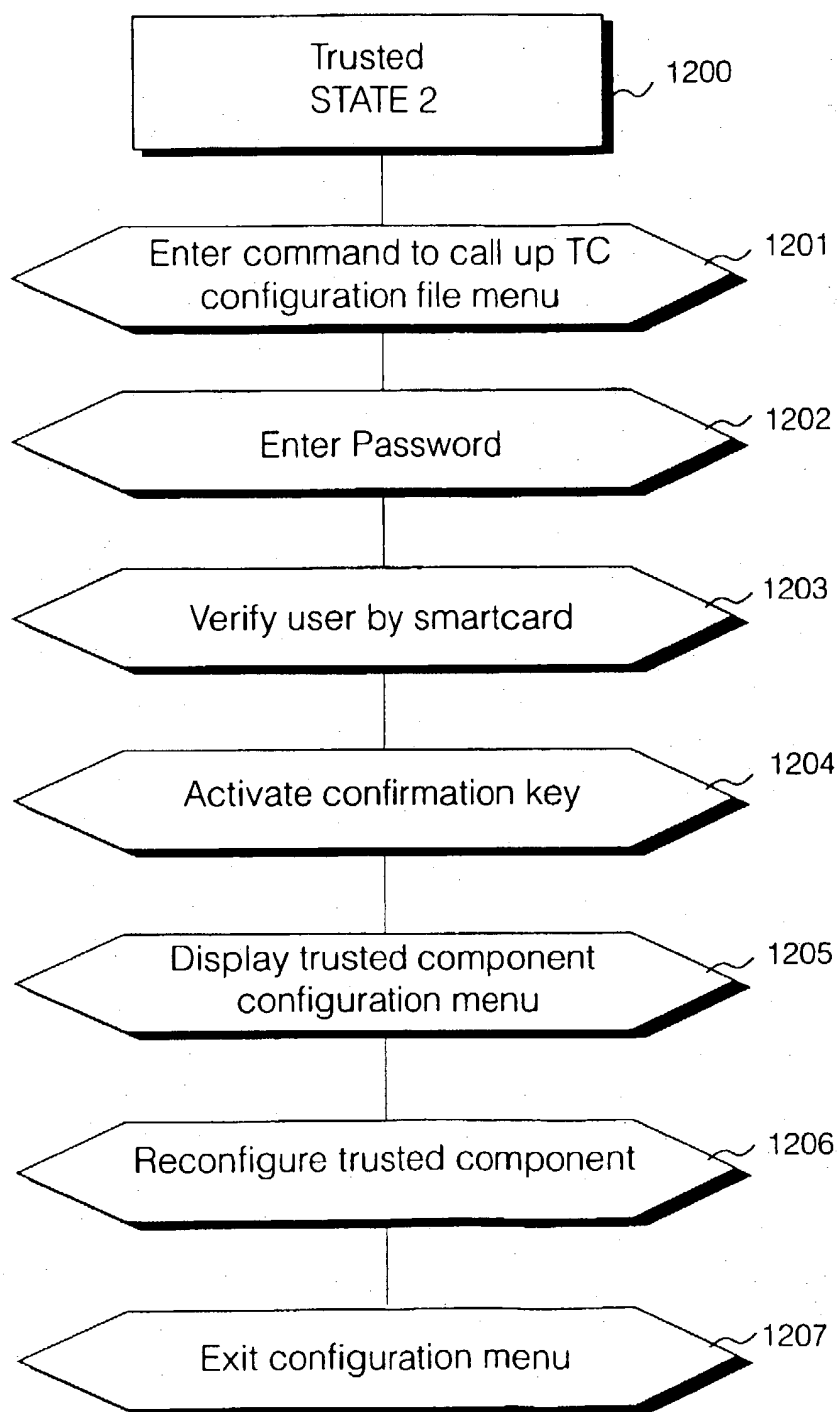 Trusted
STATE 2
1200
Enter command to call up TC
configuration file menu
1201
Enter Password
1202
Verify user by smartcard
1203
Activate confirmation key
1204
Display trusted component
configuration menu
1205
Reconfigure trusted component
1206
Exit configuration menu
1207